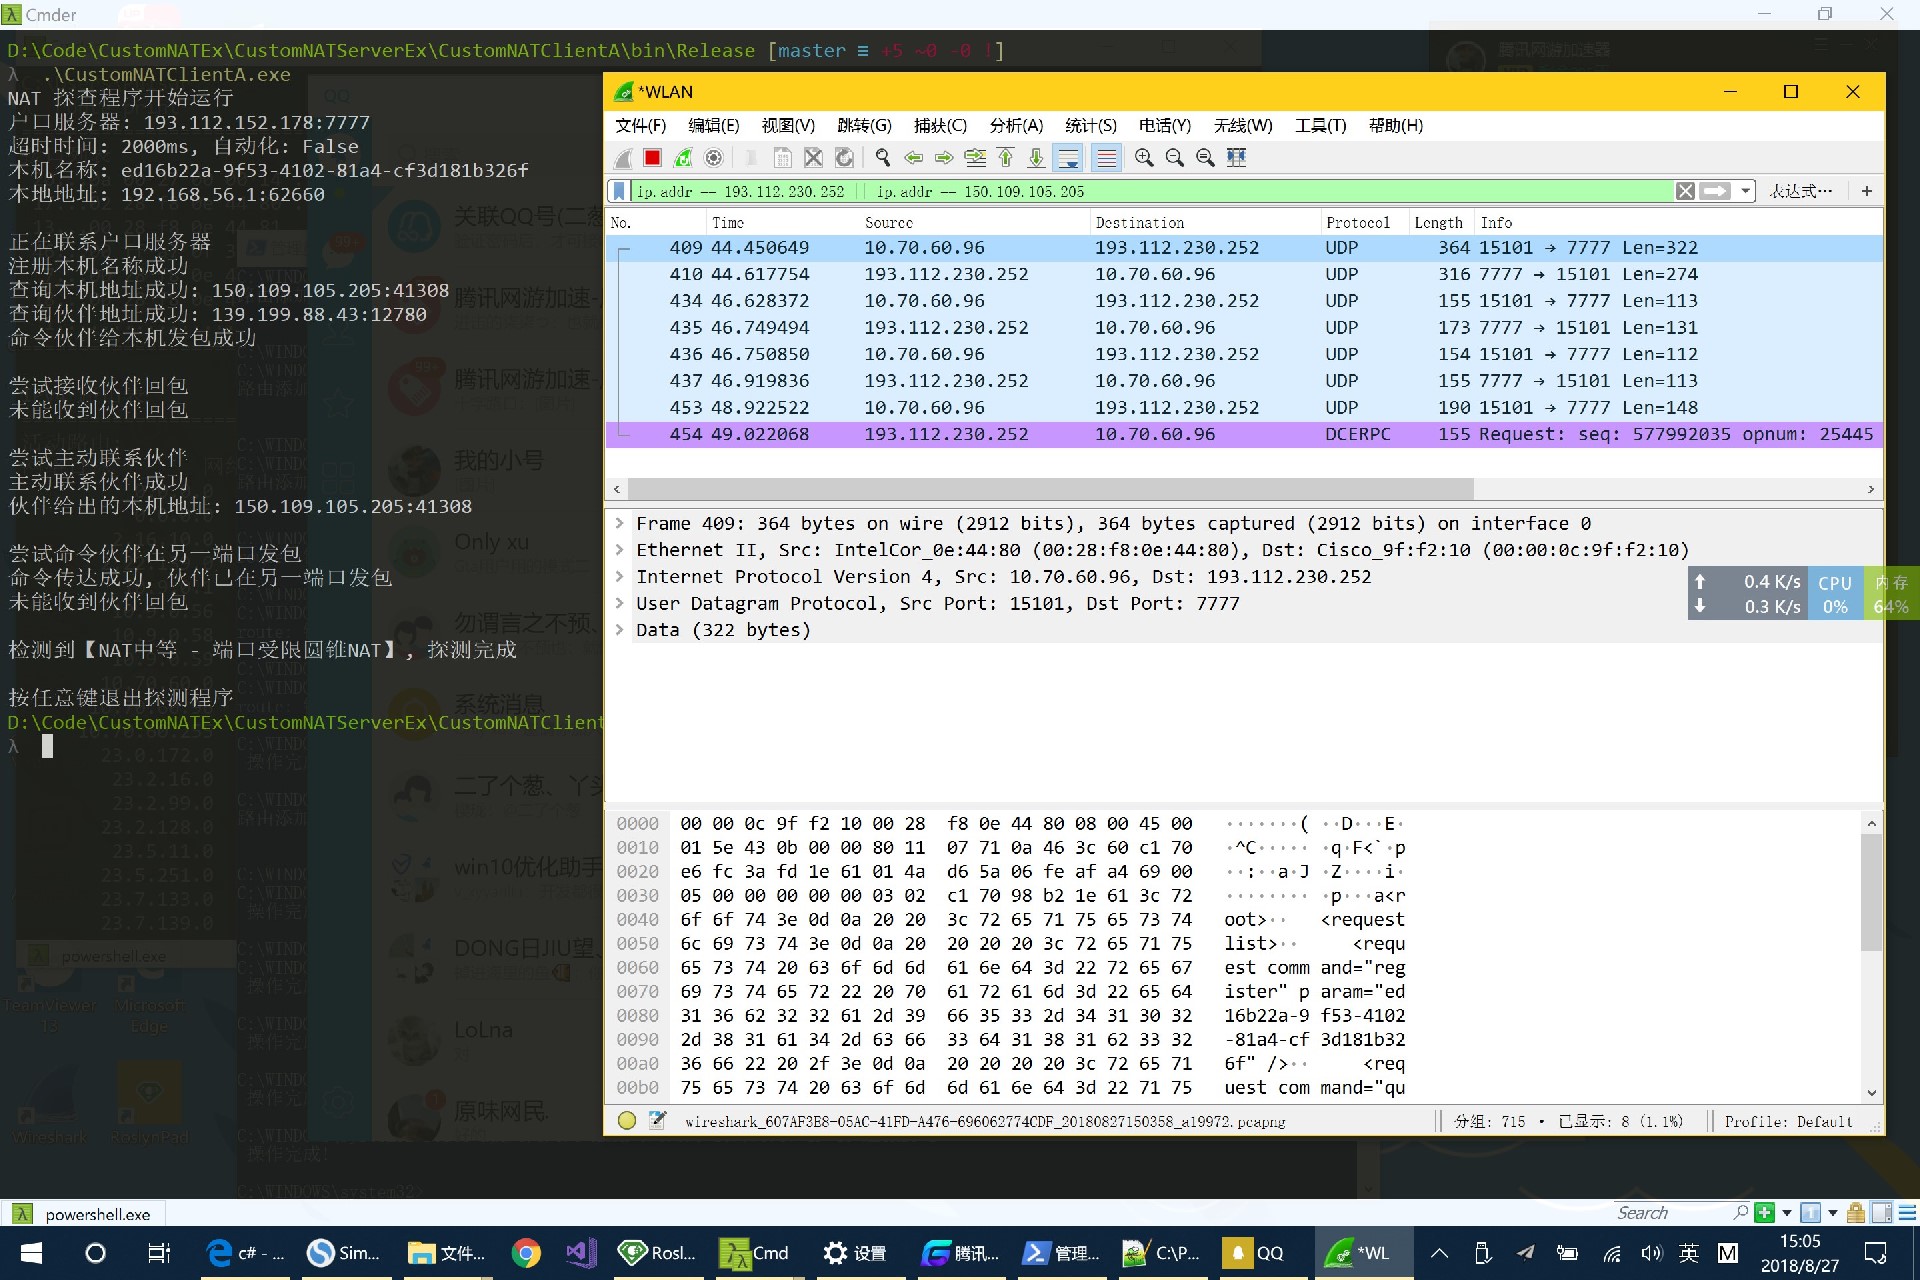 Cmder
D:\Code\CustomNATEx\CustomNATServerEx\CustomNATClientA\bin\Release [master ≡ +5 ~0 -0 !]
λ .\CustomNATClientA.exe
NAT 探查程序开始运行
户口服务器: 193.112.152.178:7777
超时时间: 2000ms, 自动化: False
本机名称: ed16b22a-9f53-4102-81a4-cf3d181b326f
本地地址: 192.168.56.1:62660
正在联系户口服务器
注册本机名称成功
查询本机地址成功: 150.109.105.205:41308
查询伙伴地址成功: 139.199.88.43:12780
命令伙伴给本机发包成功
尝试接收伙伴回包
未能收到伙伴回包
尝试主动联系伙伴
主动联系伙伴成功
伙伴给出的本机地址: 150.109.105.205:41308
尝试命令伙伴在另一端口发包
命令传达成功, 伙伴已在另一端口发包
未能收到伙伴回包
检测到【NAT中等 - 端口受限圆锥NAT】, 探测完成
按任意键退出探测程序
D:\Code\CustomNATEx\CustomNATServerEx\CustomNATClient
λ
腾讯网游加速器
关联QQ号(二葱
腾讯网游加速-
腾讯网游加速-
我的小号
Only xu
勿谓言之不预、
系统消息
二了个葱、丫头
win10优化助手
DONG日JIU望
LoLna
原味网民.
23.0.172.0
23.2.16.0
23.2.99.0
23.2.128.0
23.5.11.0
23.5.251.0
23.7.133.0
23.7.139.0
powershell.exe
TeamViewer 13
Microsoft Edge
Wireshark
RoslynPad
*WLAN
文件(F) 编辑(E) 视图(V) 跳转(G) 捕获(C) 分析(A) 统计(S) 电话(Y) 无线(W) 工具(T) 帮助(H)
ip.addr == 193.112.230.252 || ip.addr == 150.109.105.205 表达式… +
No. Time Source Destination Protocol Length Info
409 44.450649 10.70.60.96 193.112.230.252 UDP 364 15101 → 7777 Len=322
410 44.617754 193.112.230.252 10.70.60.96 UDP 316 7777 → 15101 Len=274
434 46.628372 10.70.60.96 193.112.230.252 UDP 155 15101 → 7777 Len=113
435 46.749494 193.112.230.252 10.70.60.96 UDP 173 7777 → 15101 Len=131
436 46.750850 10.70.60.96 193.112.230.252 UDP 154 15101 → 7777 Len=112
437 46.919836 193.112.230.252 10.70.60.96 UDP 155 7777 → 15101 Len=113
453 48.922522 10.70.60.96 193.112.230.252 UDP 190 15101 → 7777 Len=148
454 49.022068 193.112.230.252 10.70.60.96 DCERPC 155 Request: seq: 577992035 opnum: 25445
Frame 409: 364 bytes on wire (2912 bits), 364 bytes captured (2912 bits) on interface 0
Ethernet II, Src: IntelCor_0e:44:80 (00:28:f8:0e:44:80), Dst: Cisco_9f:f2:10 (00:00:0c:9f:f2:10)
Internet Protocol Version 4, Src: 10.70.60.96, Dst: 193.112.230.252
User Datagram Protocol, Src Port: 15101, Dst Port: 7777
Data (322 bytes)
0.4 K/s CPU 内存
0.3 K/s 0% 64%
0000 00 00 0c 9f f2 10 00 28 f8 0e 44 80 08 00 45 00 ·······( ··D···E·
0010 01 5e 43 0b 00 00 80 11 07 71 0a 46 3c 60 c1 70 ·^C····· ·q·F<`·p
0020 e6 fc 3a fd 1e 61 01 4a d6 5a 06 fe af a4 69 00 ··:··a·J ·Z····i·
0030 05 00 00 00 00 00 03 02 c1 70 98 b2 1e 61 3c 72 ········ ·p···a<r
0040 6f 6f 74 3e 0d 0a 20 20 3c 72 65 71 75 65 73 74 oot>·· <request
0050 6c 69 73 74 3e 0d 0a 20 20 20 20 3c 72 65 71 75 list>·· <requ
0060 65 73 74 20 63 6f 6d 6d 61 6e 64 3d 22 72 65 67 est comm and="reg
0070 69 73 74 65 72 22 20 70 61 72 61 6d 3d 22 65 64 ister" p aram="ed
0080 31 36 62 32 32 61 2d 39 66 35 33 2d 34 31 30 32 16b22a-9 f53-4102
0090 2d 38 31 61 34 2d 63 66 33 64 31 38 31 62 33 32 -81a4-cf 3d181b32
00a0 36 66 22 20 2f 3e 0d 0a 20 20 20 20 3c 72 65 71 6f" />·· <req
00b0 75 65 73 74 20 63 6f 6d 6d 61 6e 64 3d 22 71 75 uest com mand="qu
wireshark_607AF3E8-05AC-41FD-A476-696062774CDF_20180827150358_a19972.pcapng 分组: 715 · 已显示: 8 (1.1%) Profile: Default
powershell.exe Search
c# - ... Sim... 文件... Rosl... Cmd 设置 腾讯... 管理... C:\P... QQ *WL 英 M 15:05
2018/8/27